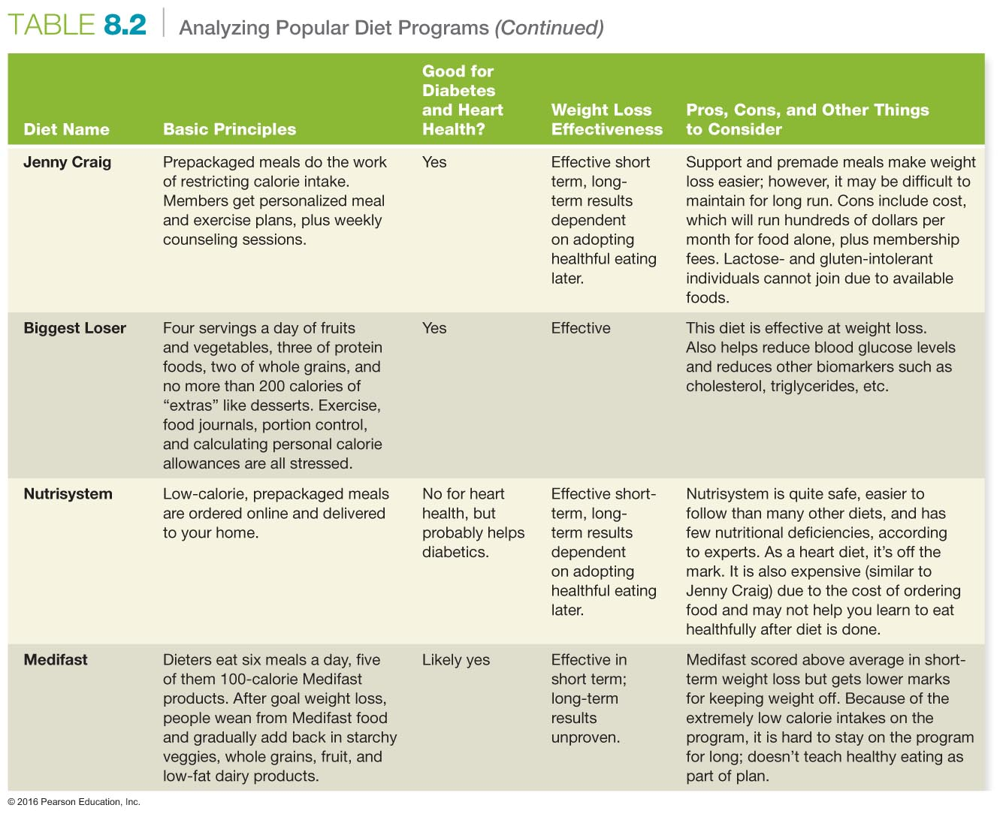 TABLE 8.2 Analyzing Popular Diet Programs (Continued)
Diet Name
Basic Principles
Good for
Diabetes
and Heart
Health?
Weight Loss
Effectiveness
Pros, Cons, and Other Things
to Consider
Jenny Craig
Prepackaged meals do the work
of restricting calorie intake.
Members get personalized meal
and exercise plans, plus weekly
counseling sessions.
Yes
Effective short
term, long-
term results
dependent
on adopting
healthful eating
later.
Support and premade meals make weight
loss easier; however, it may be difficult to
maintain for long run. Cons include cost,
which will run hundreds of dollars per
month for food alone, plus membership
fees. Lactose- and gluten-intolerant
individuals cannot join due to available
foods.
Biggest Loser
Four servings a day of fruits
and vegetables, three of protein
foods, two of whole grains, and
no more than 200 calories of
“extras” like desserts. Exercise,
food journals, portion control,
and calculating personal calorie
allowances are all stressed.
Yes
Effective
This diet is effective at weight loss.
Also helps reduce blood glucose levels
and reduces other biomarkers such as
cholesterol, triglycerides, etc.
Nutrisystem
Low-calorie, prepackaged meals
are ordered online and delivered
to your home.
No for heart
health, but
probably helps
diabetics.
Effective short-
term, long-
term results
dependent
on adopting
healthful eating
later.
Nutrisystem is quite safe, easier to
follow than many other diets, and has
few nutritional deficiencies, according
to experts. As a heart diet, it’s off the
mark. It is also expensive (similar to
Jenny Craig) due to the cost of ordering
food and may not help you learn to eat
healthfully after diet is done.
Medifast
Dieters eat six meals a day, five
of them 100-calorie Medifast
products. After goal weight loss,
people wean from Medifast food
and gradually add back in starchy
veggies, whole grains, fruit, and
low-fat dairy products.
Likely yes
Effective in
short term;
long-term
results
unproven.
Medifast scored above average in short-
term weight loss but gets lower marks
for keeping weight off. Because of the
extremely low calorie intakes on the
program, it is hard to stay on the program
for long; doesn’t teach healthy eating as
part of plan.
© 2016 Pearson Education, Inc.